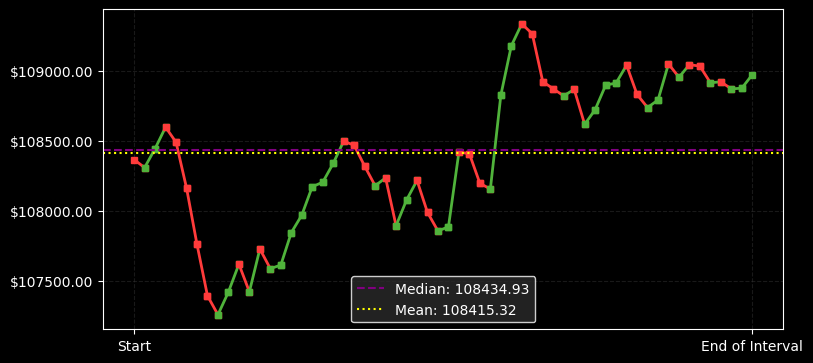 $109000.00
$108500.00
$108000.00
$107500.00
Median: 108434.93
Mean: 108415.32
Start
End of Interval